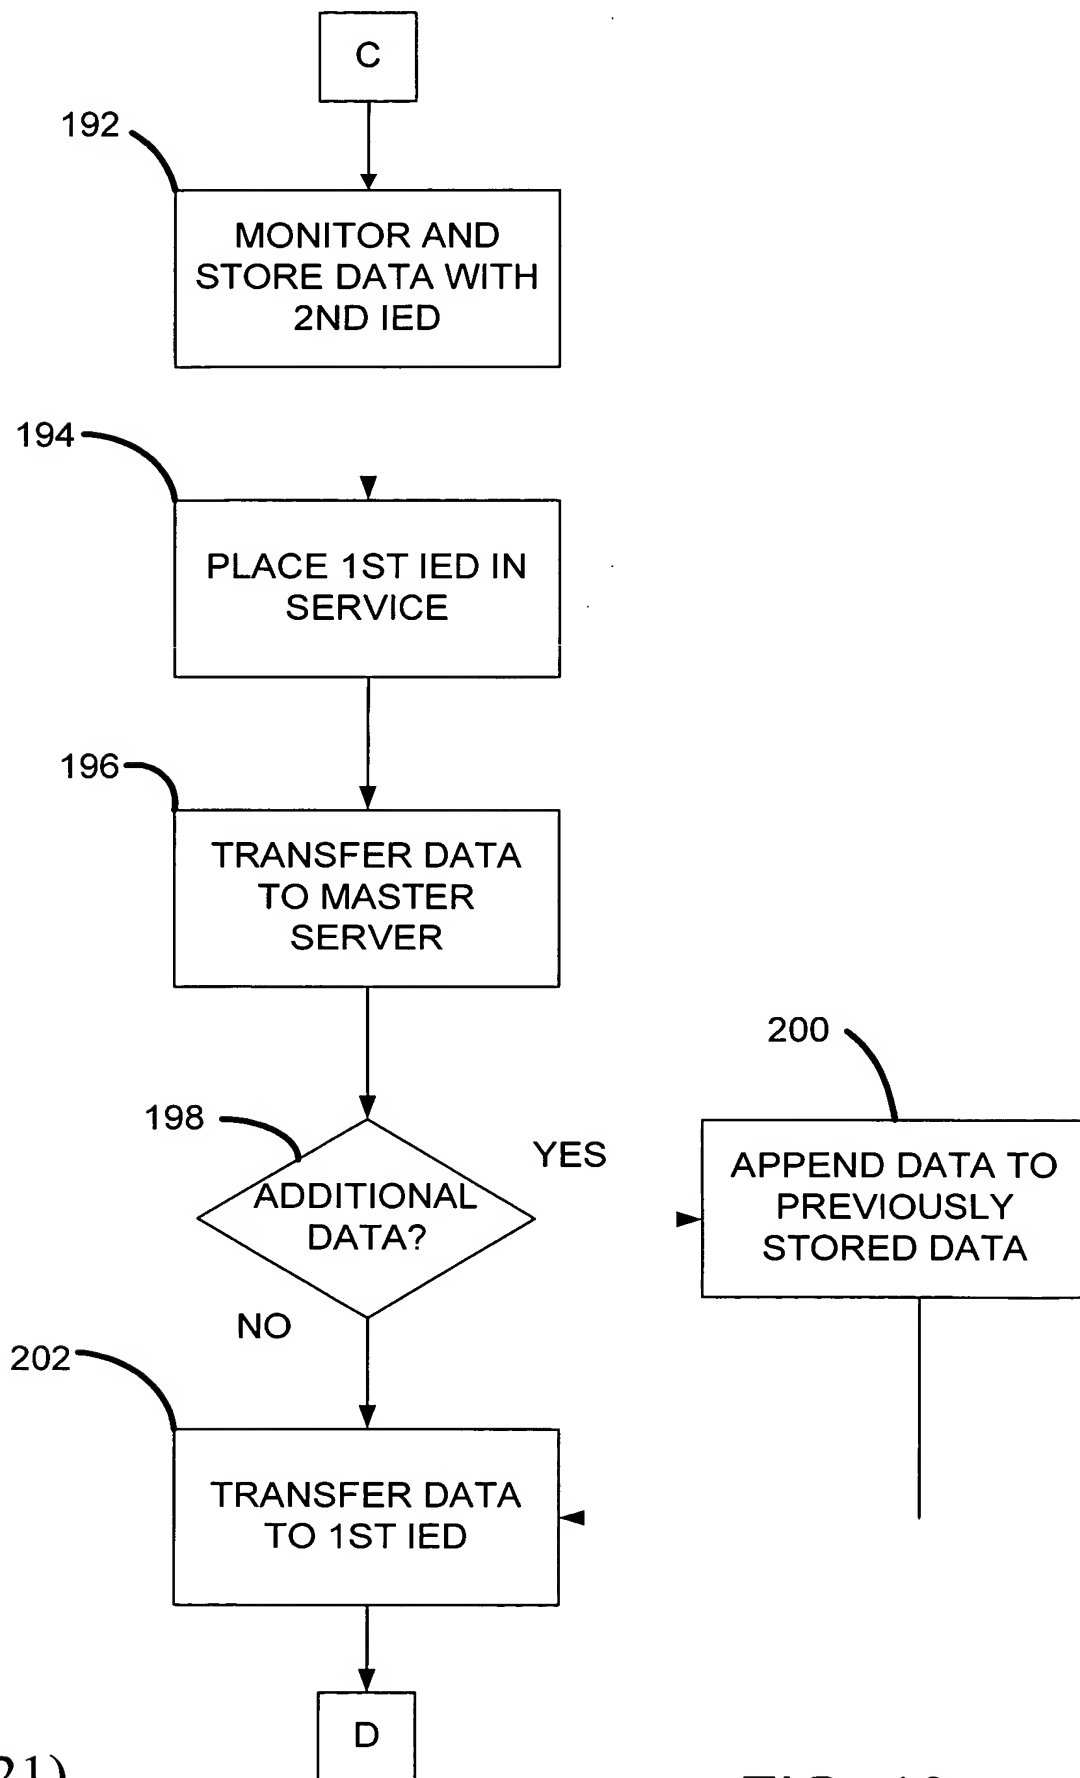 C
192
MONITOR AND
STORE DATA WITH
2ND IED
194
PLACE 1ST IED IN
SERVICE
196
TRANSFER DATA
TO MASTER
SERVER
198
ADDITIONAL
DATA?
YES
200
APPEND DATA TO
PREVIOUSLY
STORED DATA
NO
202
TRANSFER DATA
TO 1ST IED
D
21)